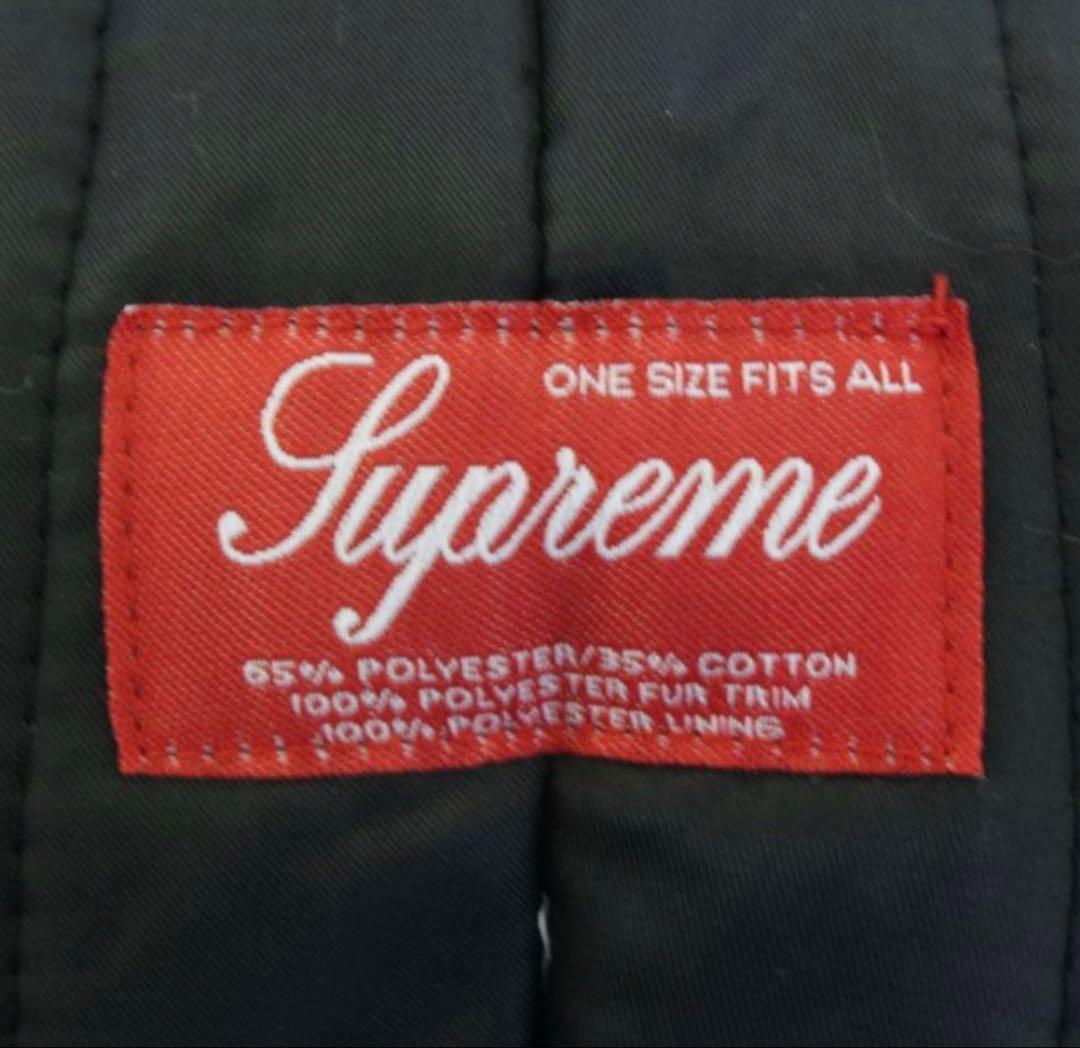 ONE SIZE FITS ALL
Supreme
65% POLYESTER/35% COTTON
100% POLYESTER FUR TRIM
100% POLYESTER LINING